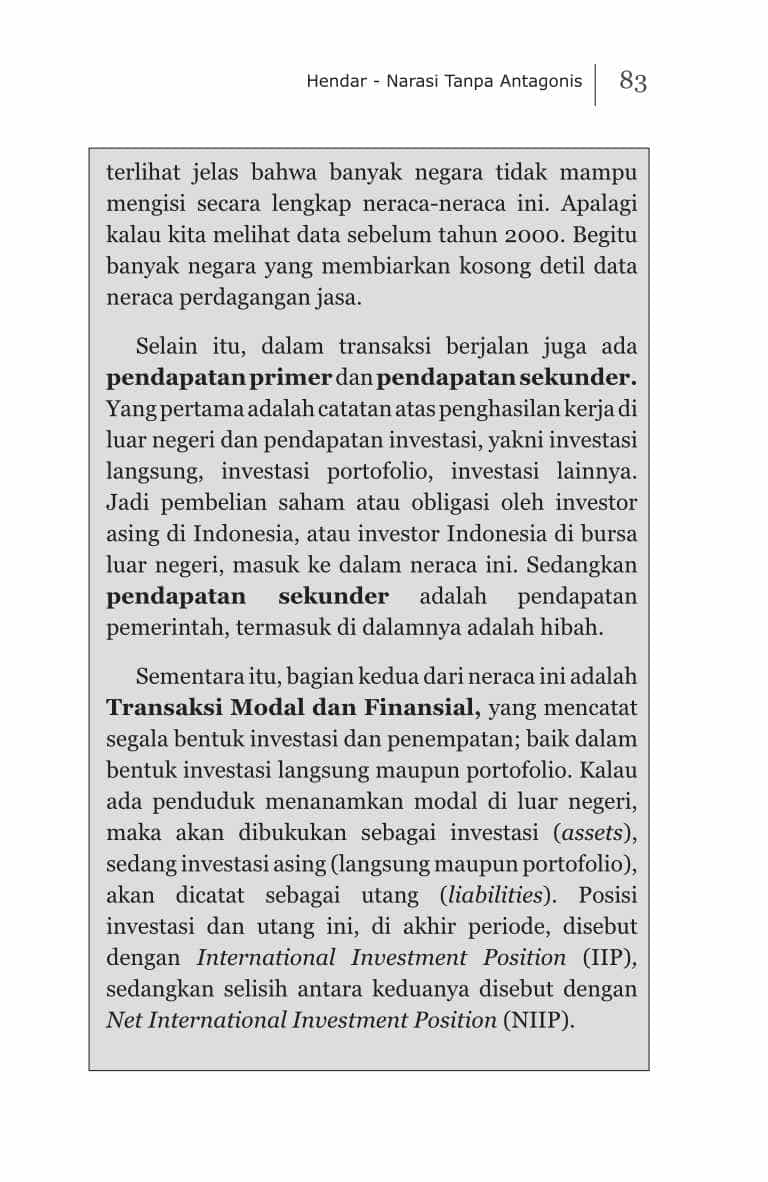 Hendar - Narasi Tanpa Antagonis 83
terlihat jelas bahwa banyak negara tidak mampu
mengisi secara lengkap neraca-neraca ini. Apalagi
kalau kita melihat data sebelum tahun 2000. Begitu
banyak negara yang membiarkan kosong detil data
neraca perdagangan jasa.
Selain itu, dalam transaksi berjalan juga ada
pendapatan primer dan pendapatan sekunder.
Yang pertama adalah catatan atas penghasilan kerja di
luar negeri dan pendapatan investasi, yakni investasi
langsung, investasi portofolio, investasi lainnya.
Jadi pembelian saham atau obligasi oleh investor
asing di Indonesia, atau investor Indonesia di bursa
luar negeri, masuk ke dalam neraca ini. Sedangkan
pendapatan sekunder adalah pendapatan
pemerintah, termasuk di dalamnya adalah hibah.
Sementara itu, bagian kedua dari neraca ini adalah
Transaksi Modal dan Finansial, yang mencatat
segala bentuk investasi dan penempatan; baik dalam
bentuk investasi langsung maupun portofolio. Kalau
ada penduduk menanamkan modal di luar negeri,
maka akan dibukukan sebagai investasi (assets),
sedang investasi asing (langsung maupun portofolio),
akan dicatat sebagai utang (liabilities). Posisi
investasi dan utang ini, di akhir periode, disebut
dengan International Investment Position (IIP),
sedangkan selisih antara keduanya disebut dengan
Net International Investment Position (NIIP).